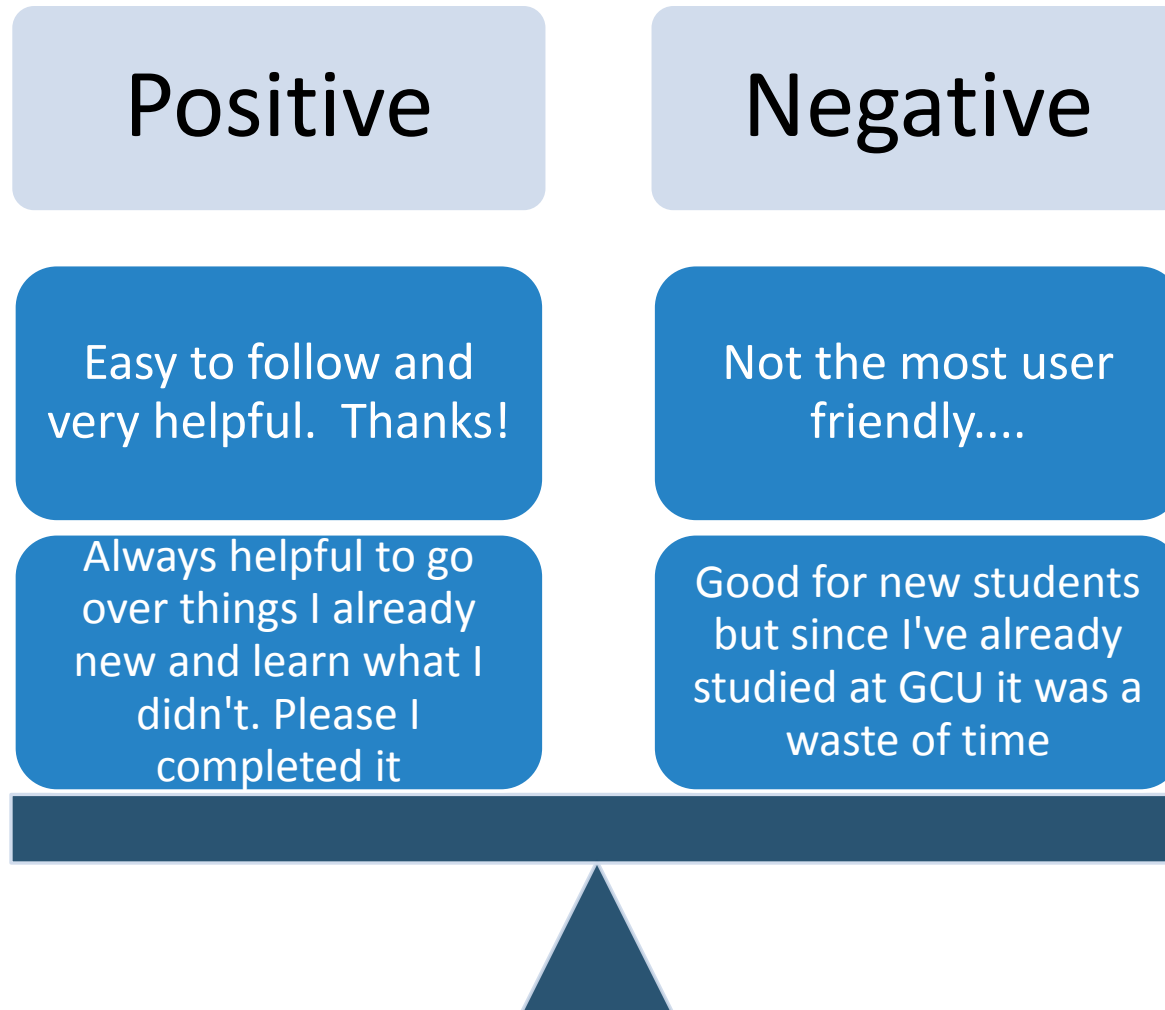 Positive
Negative
Easy to follow and
very helpful.  Thanks!
Not the most user
friendly....
Always helpful to go
over things I already
new and learn what I
didn't. Please I
completed it
Good for new students
but since I've already
studied at GCU it was a
waste of time